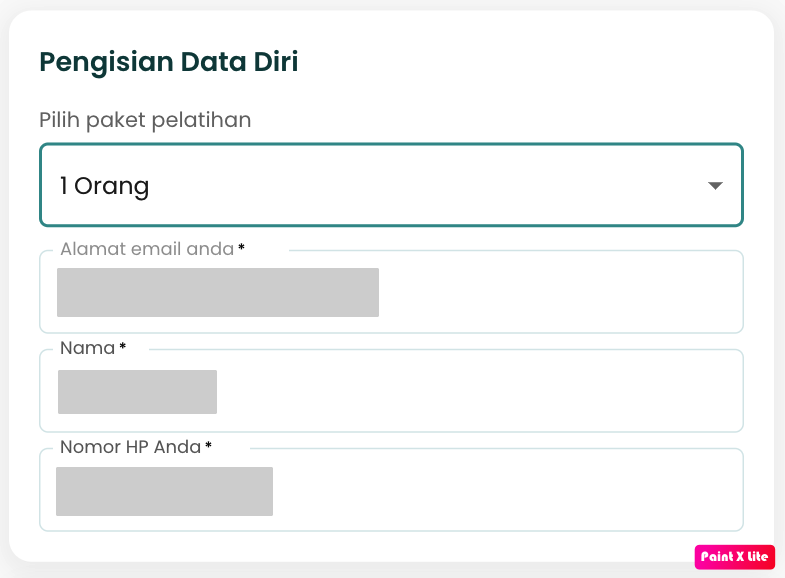 Pengisian Data Diri
Pilih paket pelatihan
1 Orang
Alamat email anda *
Nama *
Nomor HP Anda *
Paint X Lite